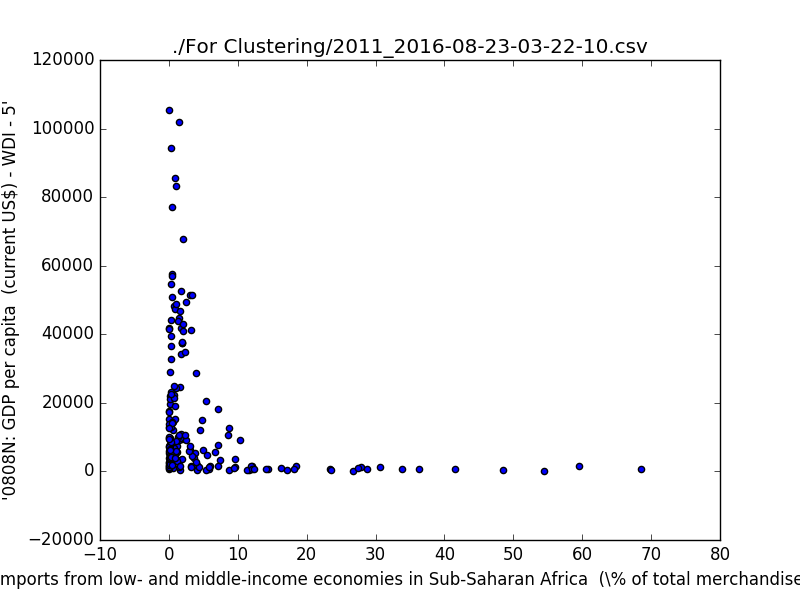 ./For Clustering/2011_2016-08-23-03-22-10.csv
120000
100000
80000
60000
40000
20000
0
−20000
'0808N: GDP per capita (current US$) - WDI - 5'
−10 0 10 20 30 40 50 60 70 80
mports from low- and middle-income economies in Sub-Saharan Africa (\% of total merchandise